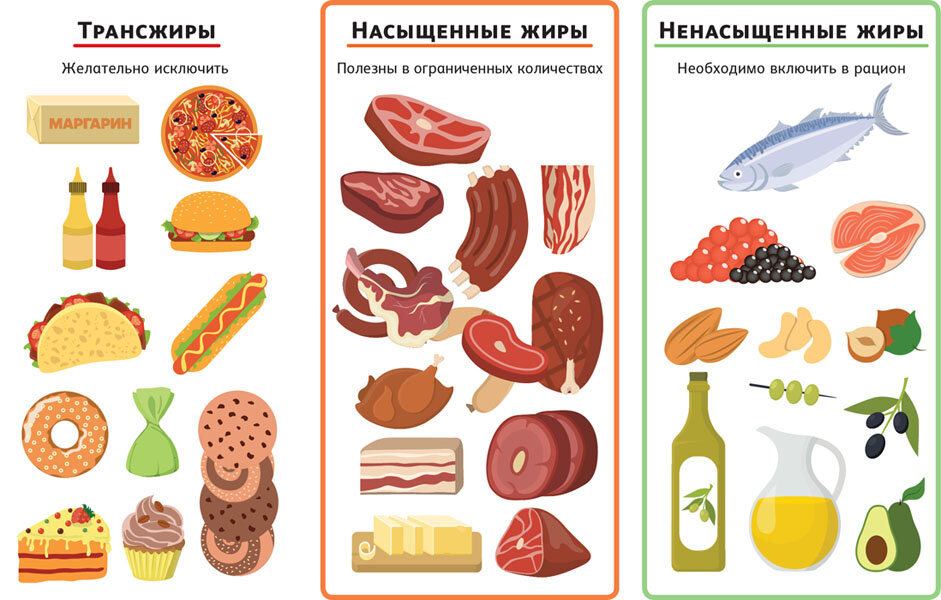 Трансжиры
Желательно исключить
МАРГАРИН
Насыщенные жиры
Полезны в ограниченных количествах
Ненасыщенные жиры
Необходимо включить в рацион